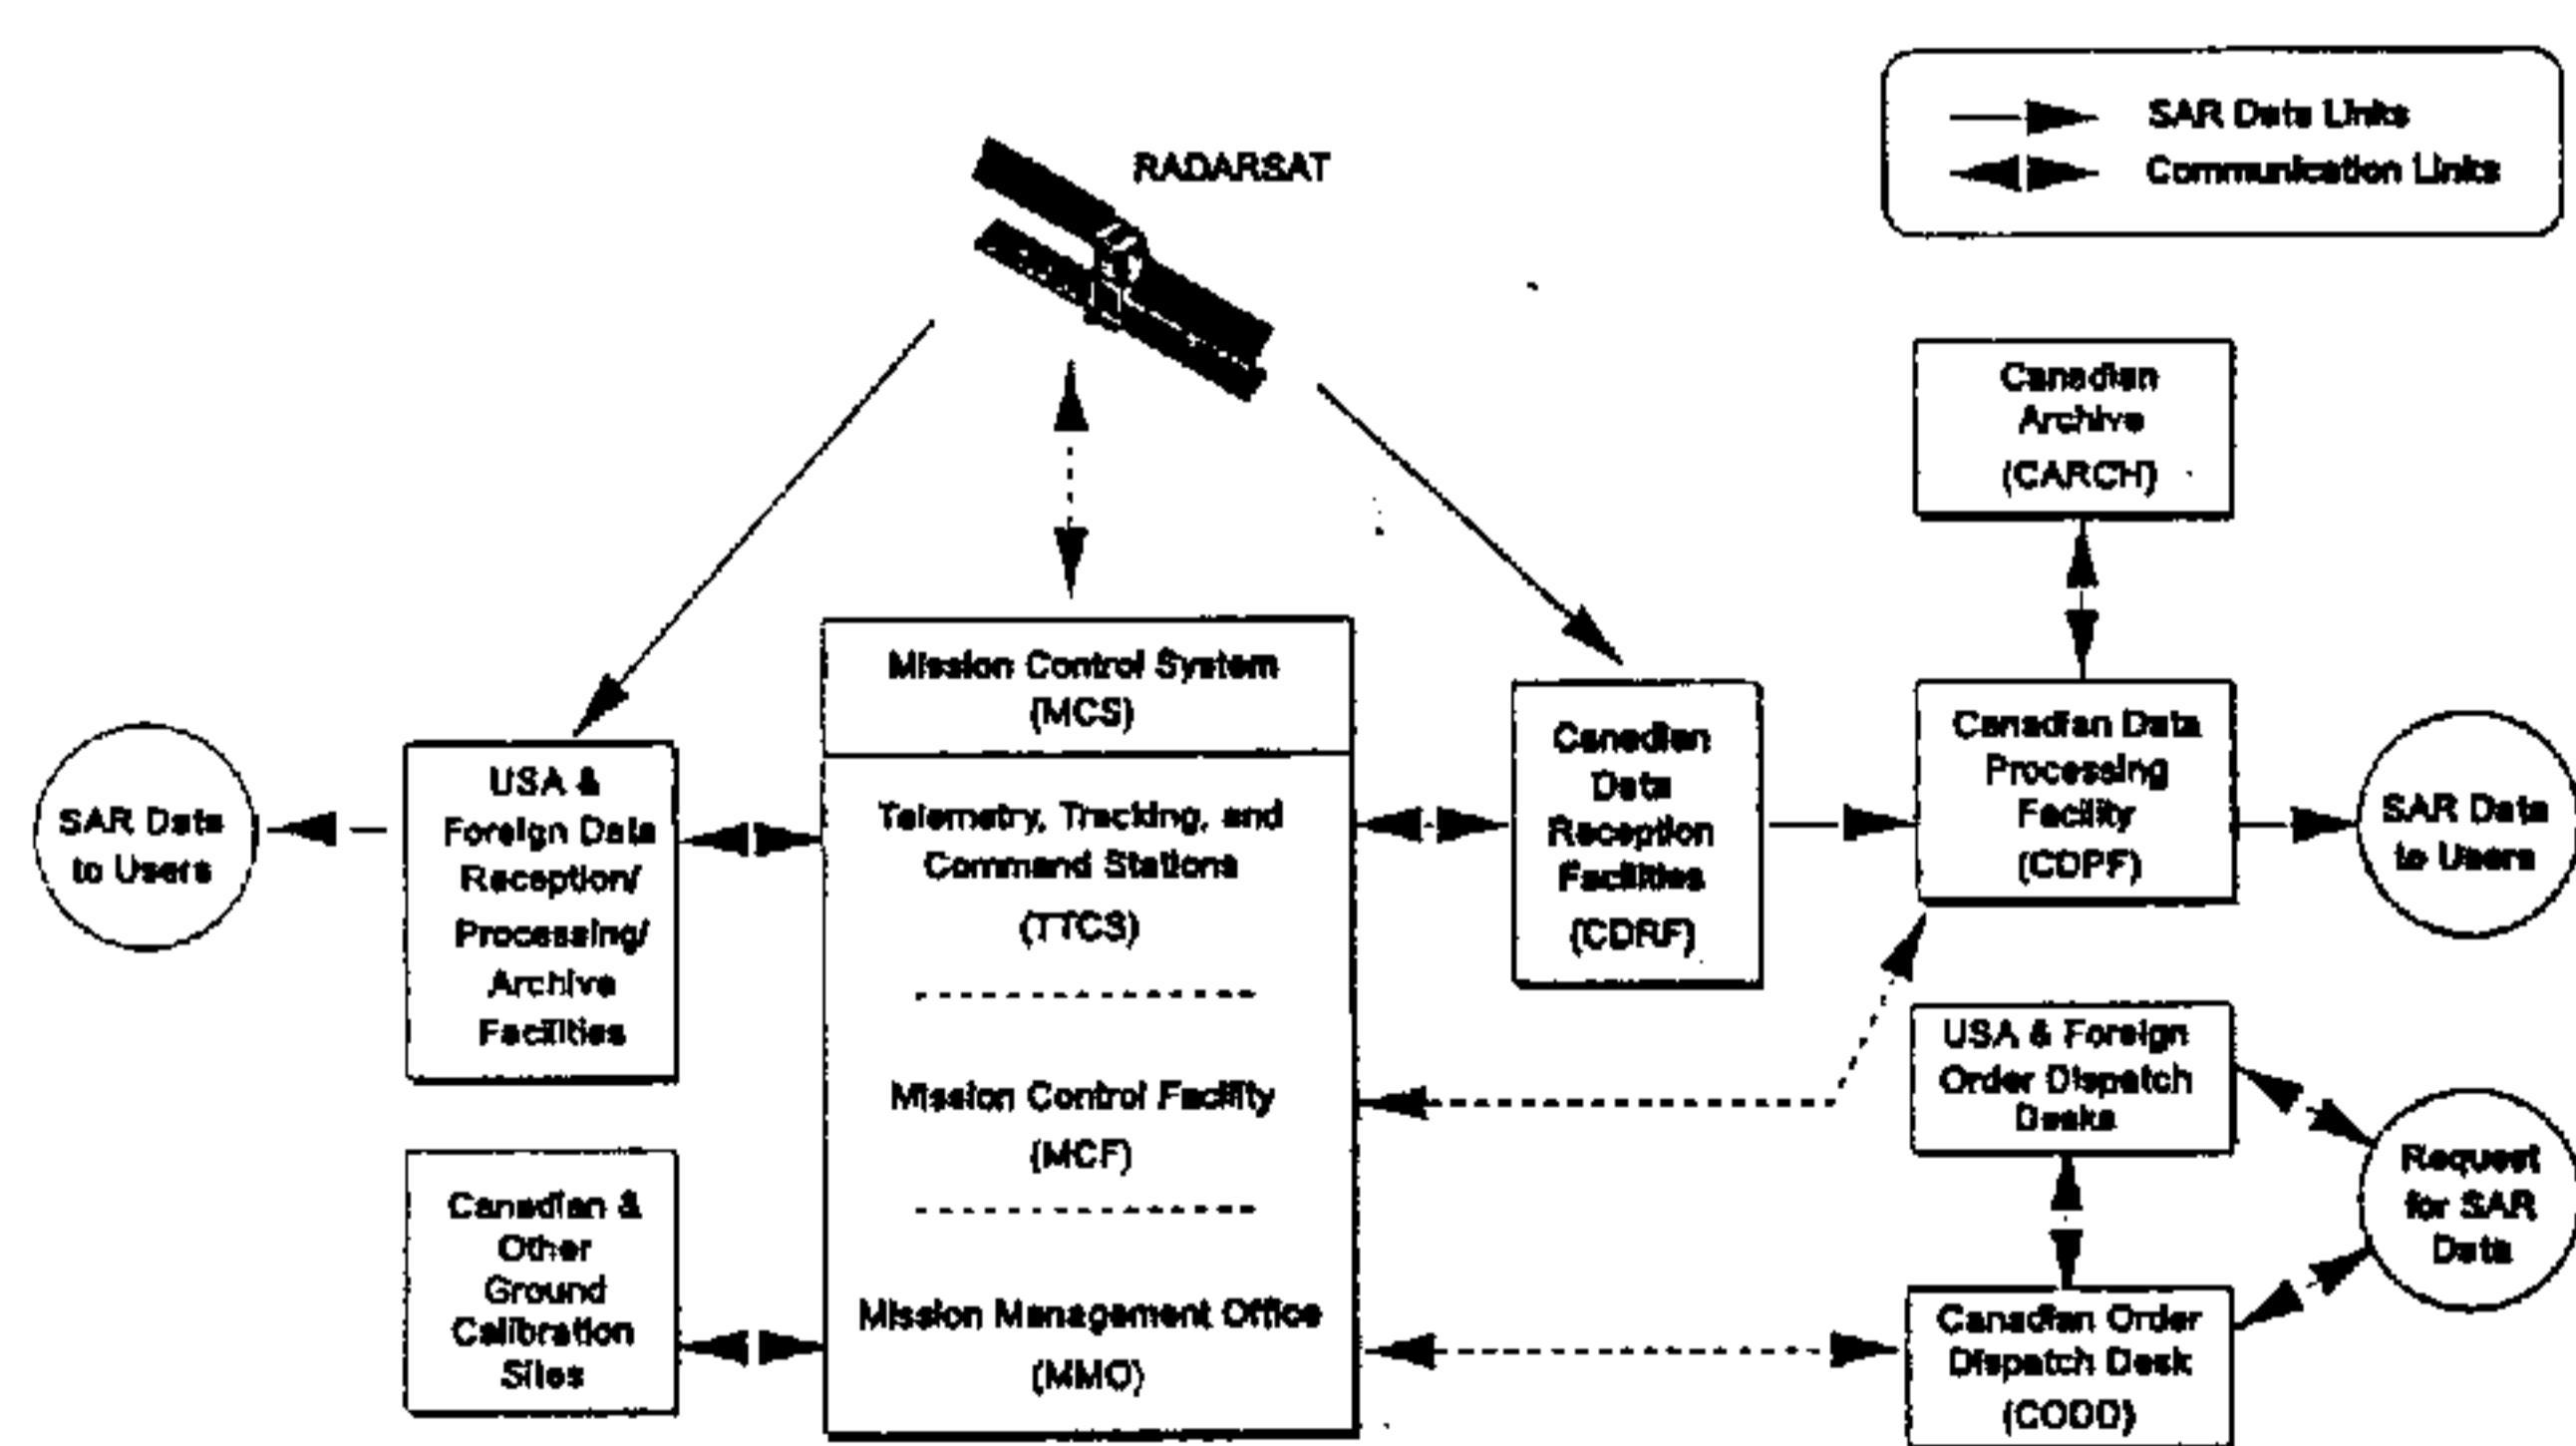 RADARSAT
SAR Data Links
Communication Links
Canadian
Archive
(CARCH)
Mission Control System
(MCS)
Telemetry, Tracking, and
Command Stations
(TTCS)
Mission Control Facility
(MCF)
Mission Management Office
(MMO)
SAR Data
to Users
USA &
Foreign Data
Reception/
Processing/
Archive
Facilities
Canadian &
Other
Ground
Calibration
Sites
Canadian
Data
Reception
Facilities
(CDRF)
Canadian Data
Processing
Facility
(CDPF)
SAR Data
to Users
USA & Foreign
Order Dispatch
Desks
Request
for SAR
Data
Canadian Order
Dispatch Desk
(CODD)